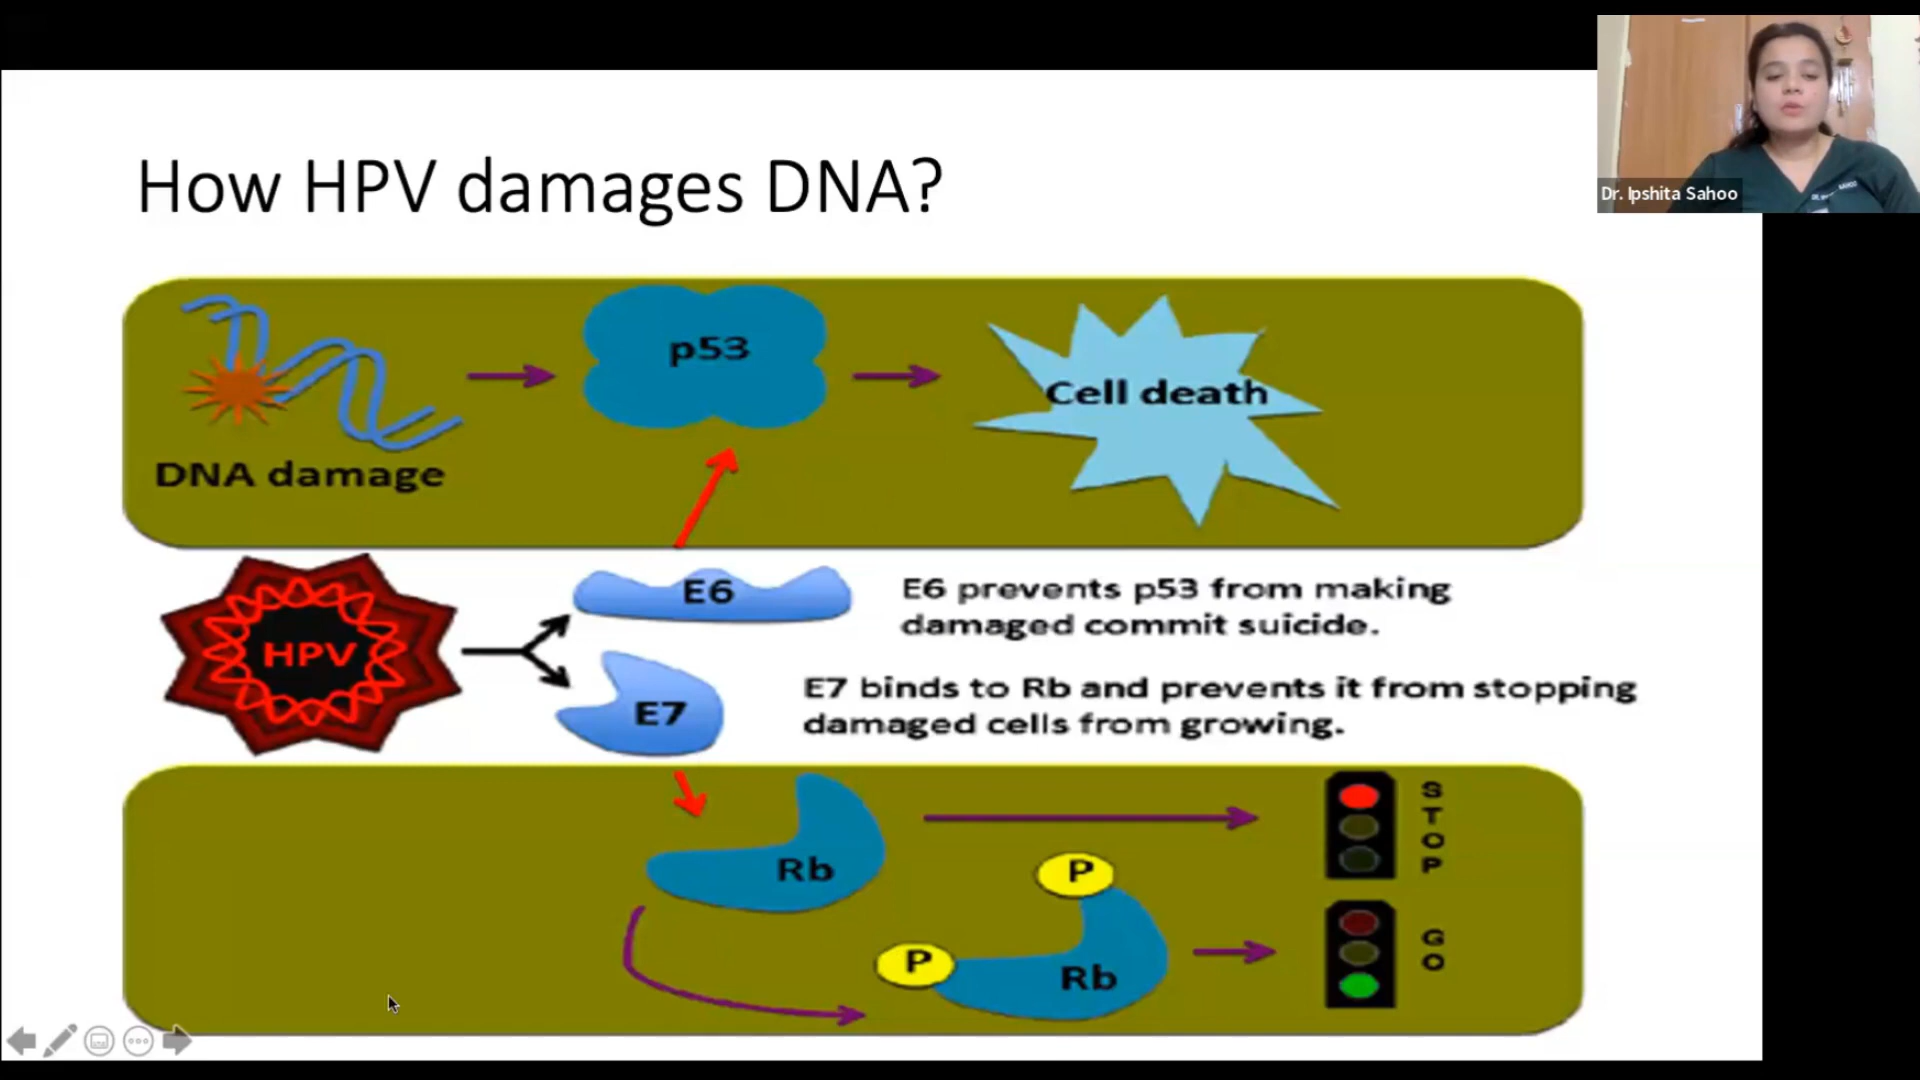 Dr. Ipshita Sahoo
How HPV damages DNA?
p53
Cell death
DNA damage
HPV
E6
E6 prevents p53 from making
damaged commit suicide.
E7
E7 binds to Rb and prevents it from stopping
damaged cells from growing.
Rb
STOP
P
P
Rb
GO